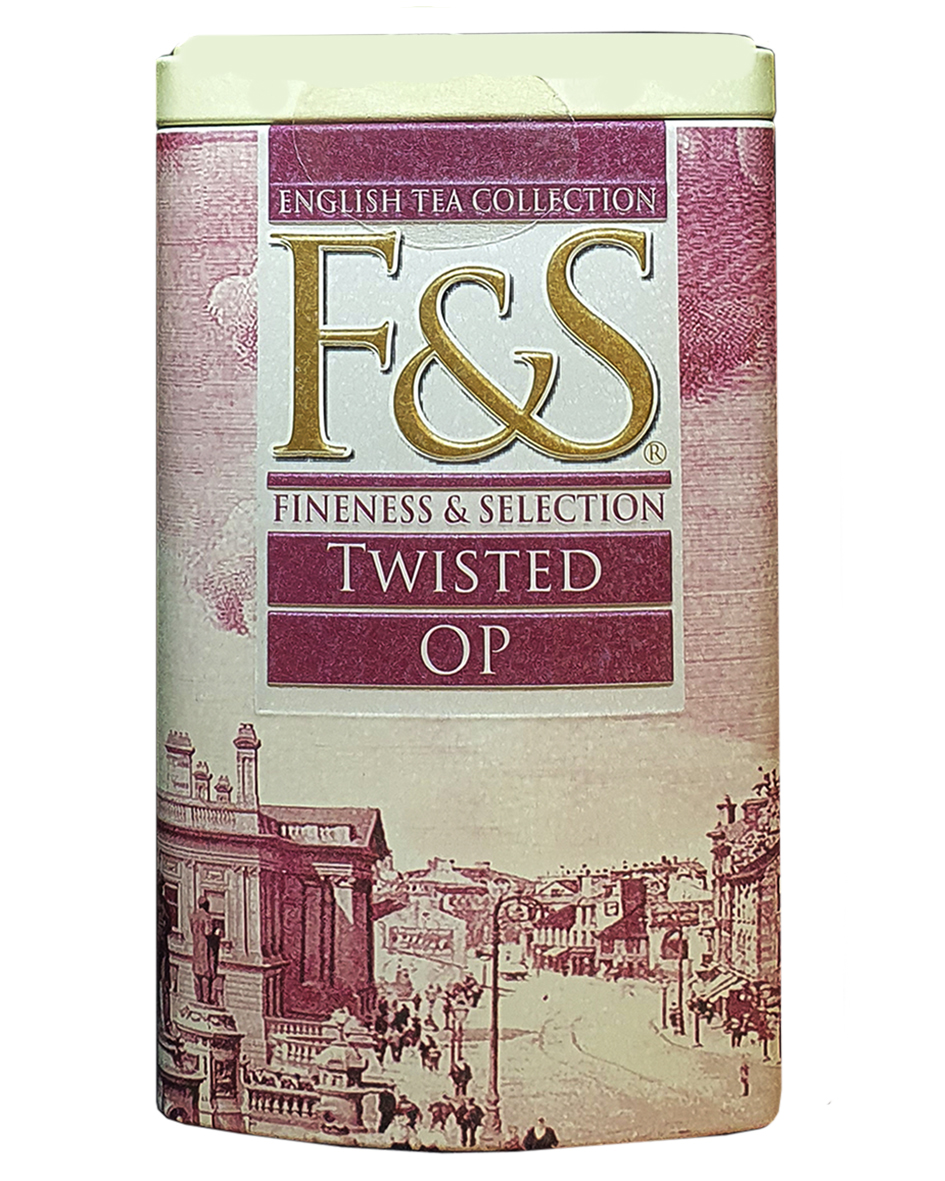 ENGLISH TEA COLLECTION
F&S®
FINENESS & SELECTION
TWISTED
OP